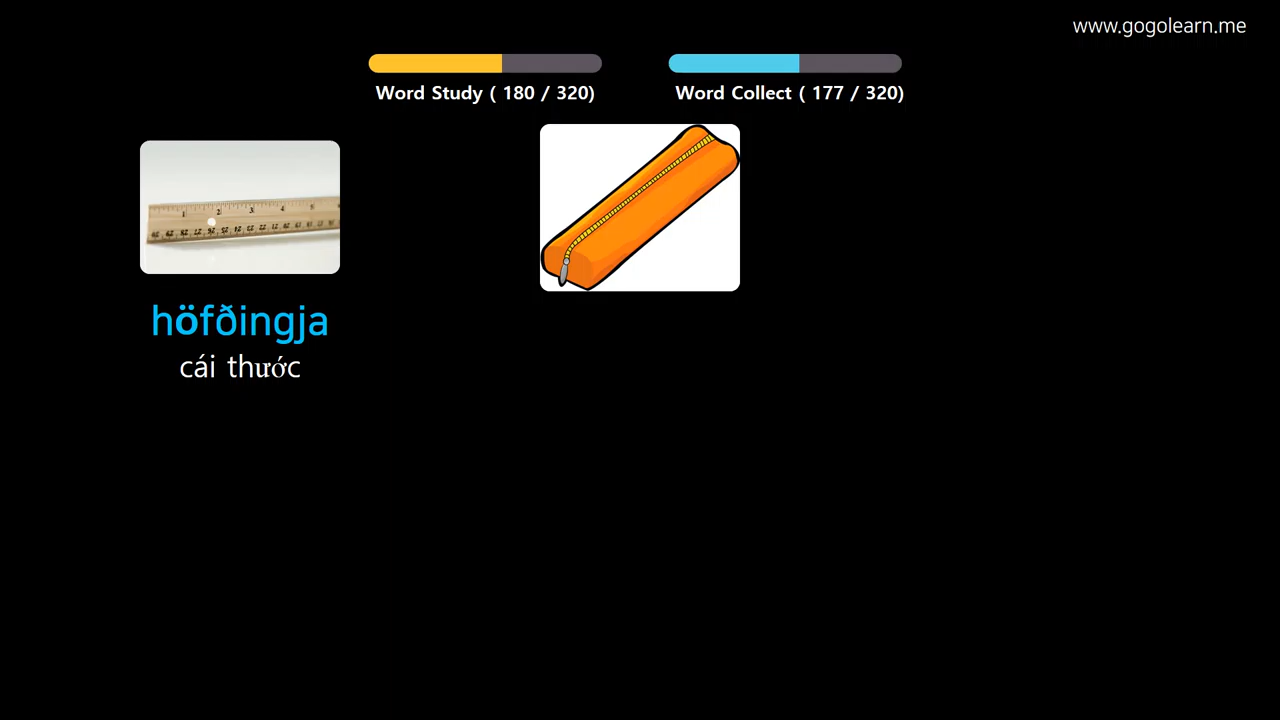 www.gogolearn.me
Word Study ( 180 / 320)
Word Collect ( 177 / 320)
höfðingja
cái thước